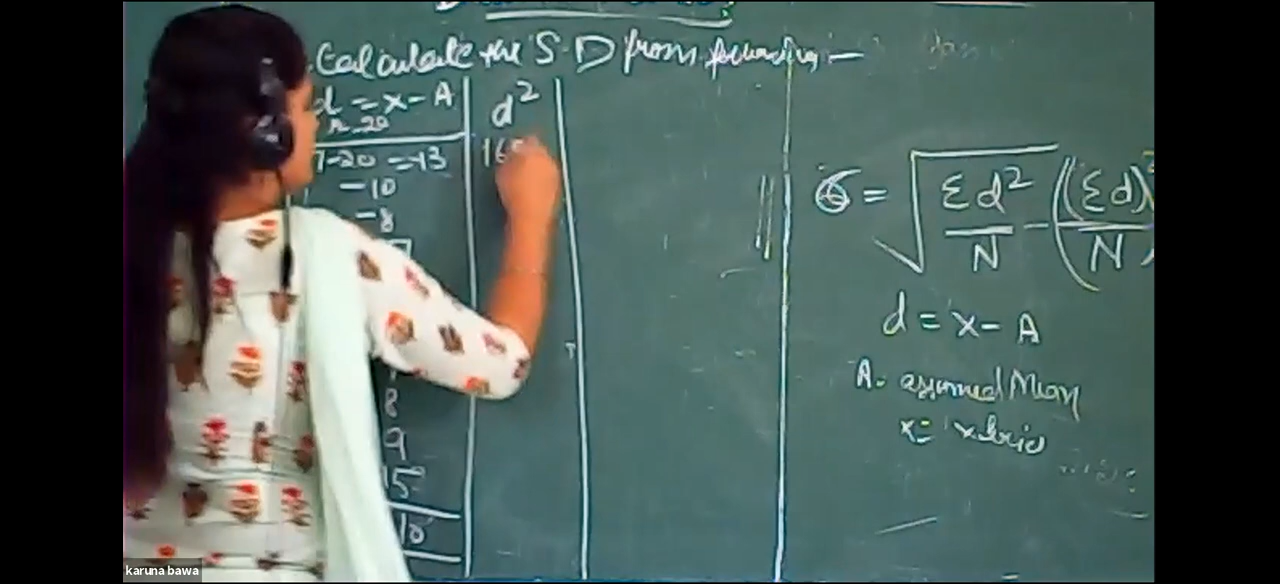 Calculate the S.D from following :-
d = x - A
A = 20
d²
7-20 = -13
169
-10
-8
8
9
15
10
σ = √ Σd²/N - (Σd/N)²
d = x - A
A - assumed Mean
x =
karuna bawa